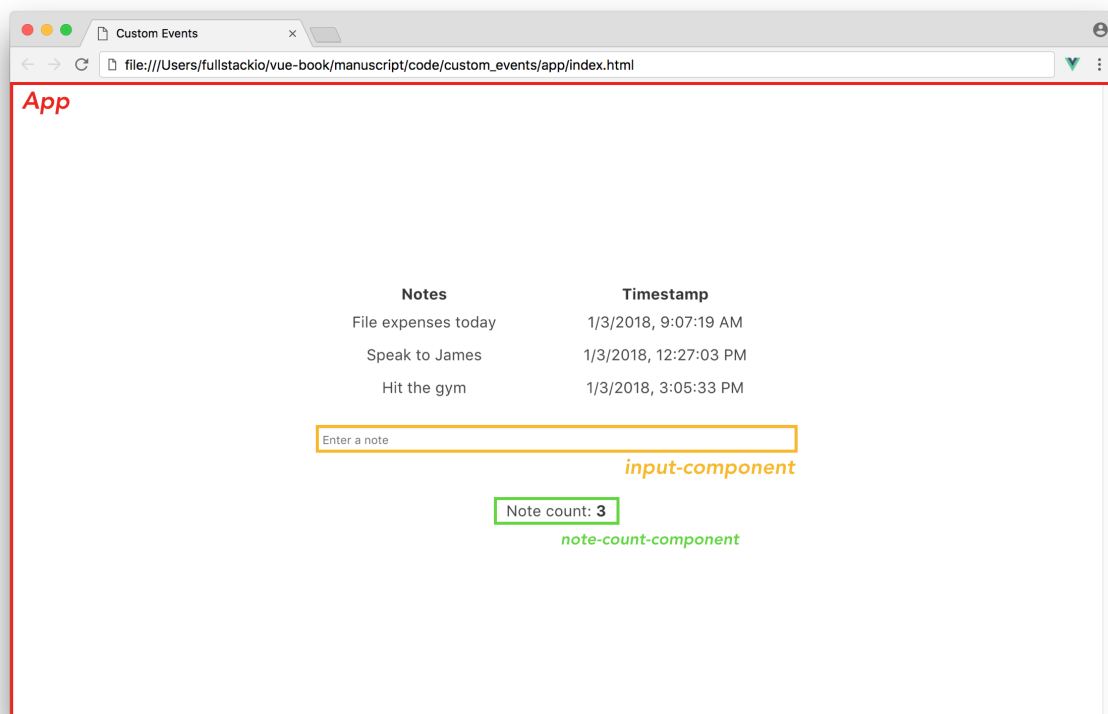 Custom Events
file:///Users/fullstackio/vue-book/manuscript/code/custom_events/app/index.html
App
Notes Timestamp
File expenses today 1/3/2018, 9:07:19 AM
Speak to James 1/3/2018, 12:27:03 PM
Hit the gym 1/3/2018, 3:05:33 PM
Enter a note
input-component
Note count: 3
note-count-component